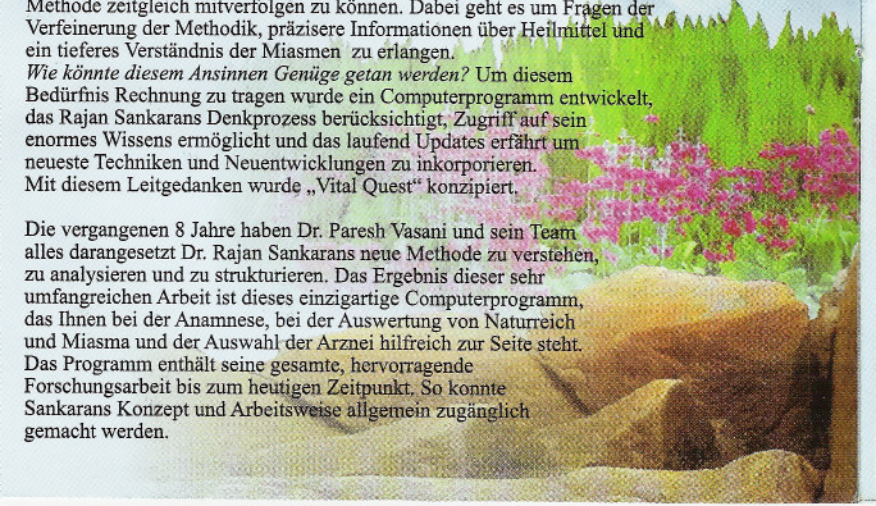 Methode zeitgleich mitverfolgen zu können. Dabei geht es um Fragen der
Verfeinerung der Methodik, präzisere Informationen über Heilmittel und
ein tieferes Verständnis der Miasmen zu erlangen.
Wie könnte diesem Ansinnen Genüge getan werden? Um diesem
Bedürfnis Rechnung zu tragen wurde ein Computerprogramm entwickelt,
das Rajan Sankarans Denkprozess berücksichtigt, Zugriff auf sein
enormes Wissens ermöglicht und das laufend Updates erfährt um
neueste Techniken und Neuentwicklungen zu inkorporieren.
Mit diesem Leitgedanken wurde „Vital Quest“ konzipiert.

Die vergangenen 8 Jahre haben Dr. Paresh Vasani und sein Team
alles darangesetzt Dr. Rajan Sankarans neue Methode zu verstehen,
zu analysieren und zu strukturieren. Das Ergebnis dieser sehr
umfangreichen Arbeit ist dieses einzigartige Computerprogramm,
das Ihnen bei der Anamnese, bei der Auswertung von Naturreich
und Miasma und der Auswahl der Arznei hilfreich zur Seite steht.
Das Programm enthält seine gesamte, hervorragende
Forschungsarbeit bis zum heutigen Zeitpunkt. So konnte
Sankarans Konzept und Arbeitsweise allgemein zugänglich
gemacht werden.